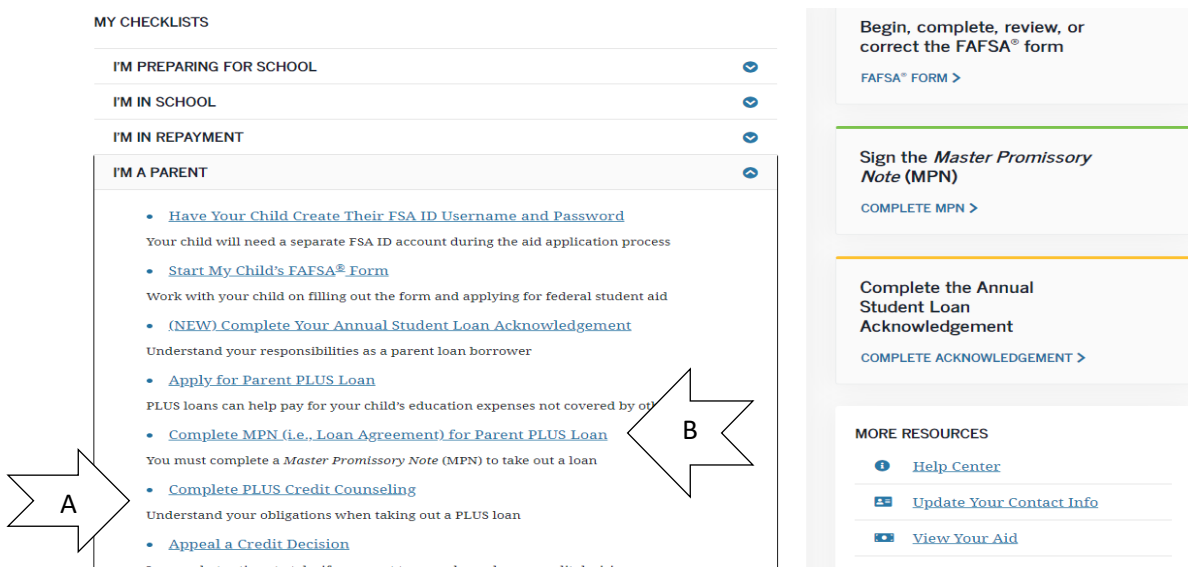 MY CHECKLISTS
I'M PREPARING FOR SCHOOL
I'M IN SCHOOL
I'M IN REPAYMENT
I'M A PARENT
• Have Your Child Create Their FSA ID Username and Password
Your child will need a separate FSA ID account during the aid application process
• Start My Child's FAFSA® Form
Work with your child on filling out the form and applying for federal student aid
• (NEW) Complete Your Annual Student Loan Acknowledgement
Understand your responsibilities as a parent loan borrower
• Apply for Parent PLUS Loan
PLUS loans can help pay for your child's education expenses not covered by
• Complete MPN (i.e., Loan Agreement) for Parent PLUS Loan
B
You must complete a Master Promissory Note (MPN) to take out a loan
• Complete PLUS Credit Counseling
A
Understand your obligations when taking out a PLUS loan
• Appeal a Credit Decision
Begin, complete, review, or
correct the FAFSA® form
FAFSA® FORM >
Sign the Master Promissory
Note (MPN)
COMPLETE MPN >
Complete the Annual
Student Loan
Acknowledgement
COMPLETE ACKNOWLEDGEMENT >
MORE RESOURCES
Help Center
Update Your Contact Info
View Your Aid